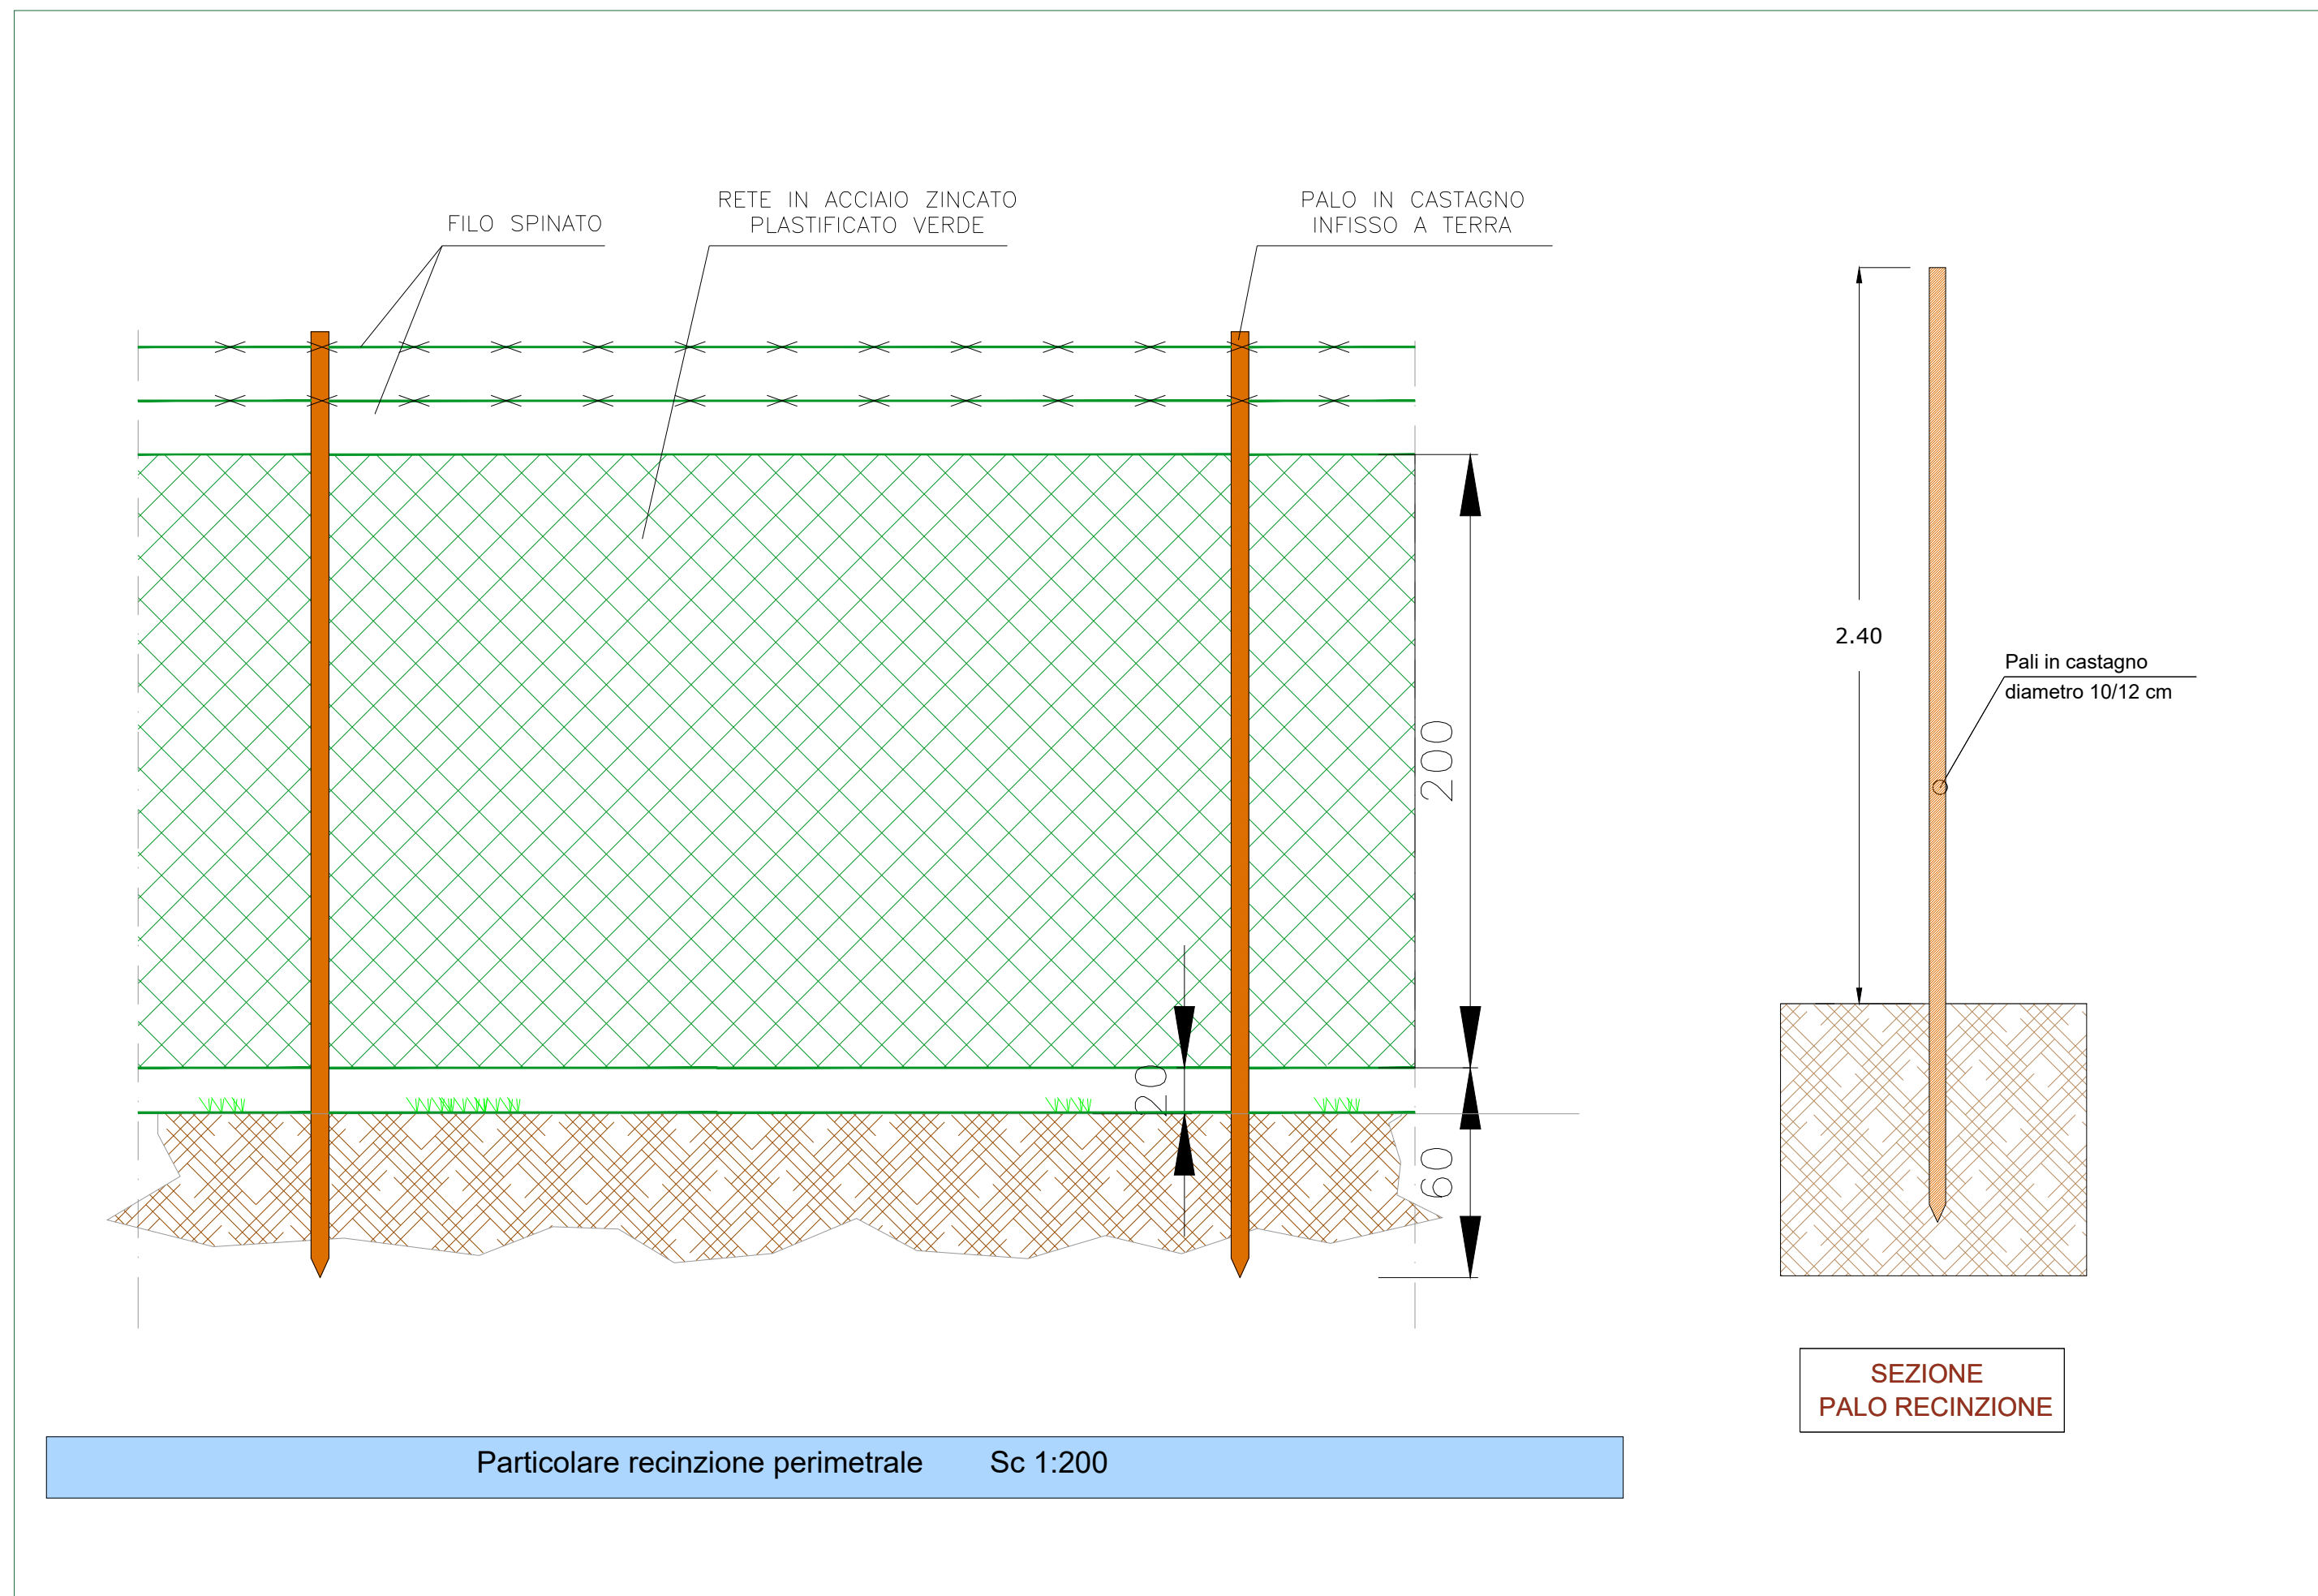 FILO SPINATO
RETE IN ACCIAIO ZINCATO
PLASTIFICATO VERDE
PALO IN CASTAGNO
INFISSO A TERRA
200
20
60
2.40
Pali in castagno
diametro 10/12 cm
SEZIONE
PALO RECINZIONE
Particolare recinzione perimetrale Sc 1:200